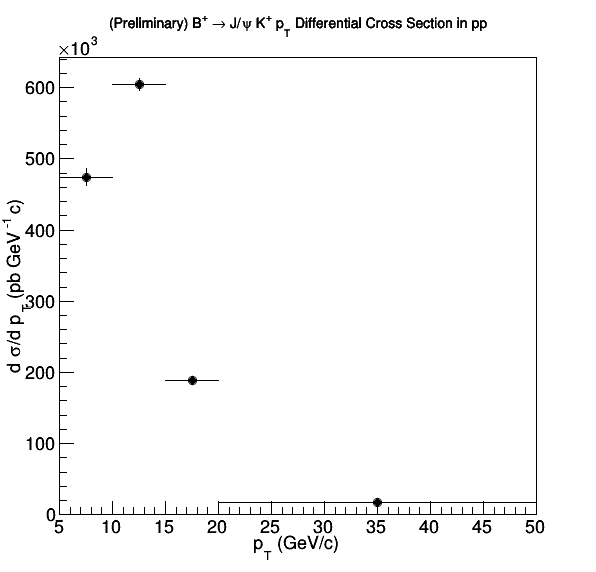 (Prellmlnary) B⁺ → J/ψ K⁺ p_T Differential Cross Section in pp
×10³
600
500
400
300
200
100
0
d σ/d p_T (pb GeV⁻¹ c)
5 10 15 20 25 30 35 40 45 50
p_T (GeV/c)